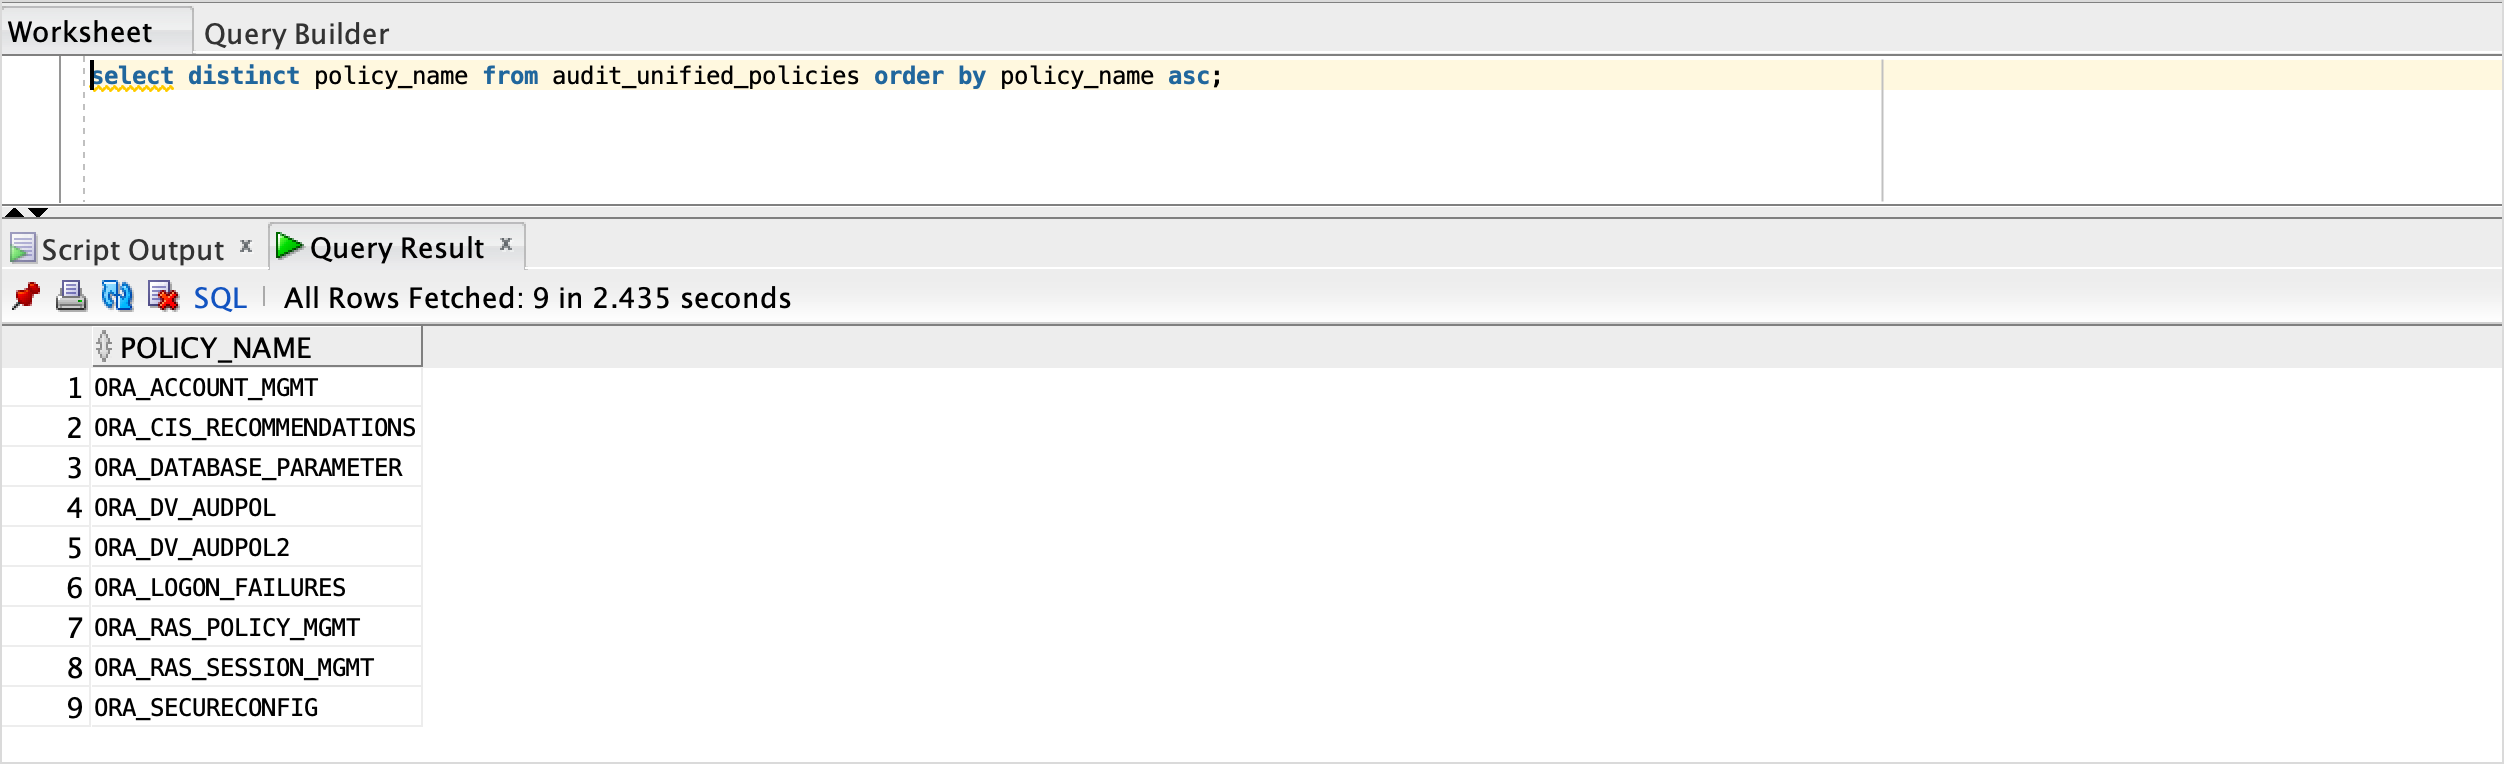 Worksheet Query Builder
select distinct policy_name from audit_unified_policies order by policy_name asc;
Script Output x Query Result x
SQL | All Rows Fetched: 9 in 2.435 seconds
POLICY_NAME
1 ORA_ACCOUNT_MGMT
2 ORA_CIS_RECOMMENDATIONS
3 ORA_DATABASE_PARAMETER
4 ORA_DV_AUDPOL
5 ORA_DV_AUDPOL2
6 ORA_LOGON_FAILURES
7 ORA_RAS_POLICY_MGMT
8 ORA_RAS_SESSION_MGMT
9 ORA_SECURECONFIG